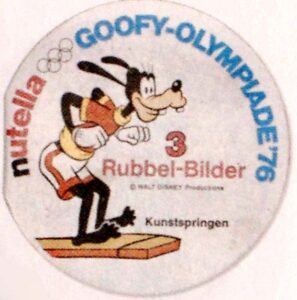 nutella GOOFY-OLYMPIADE '76
3
Rubbel-Bilder
© WALT DISNEY Productions
Kunstspringen